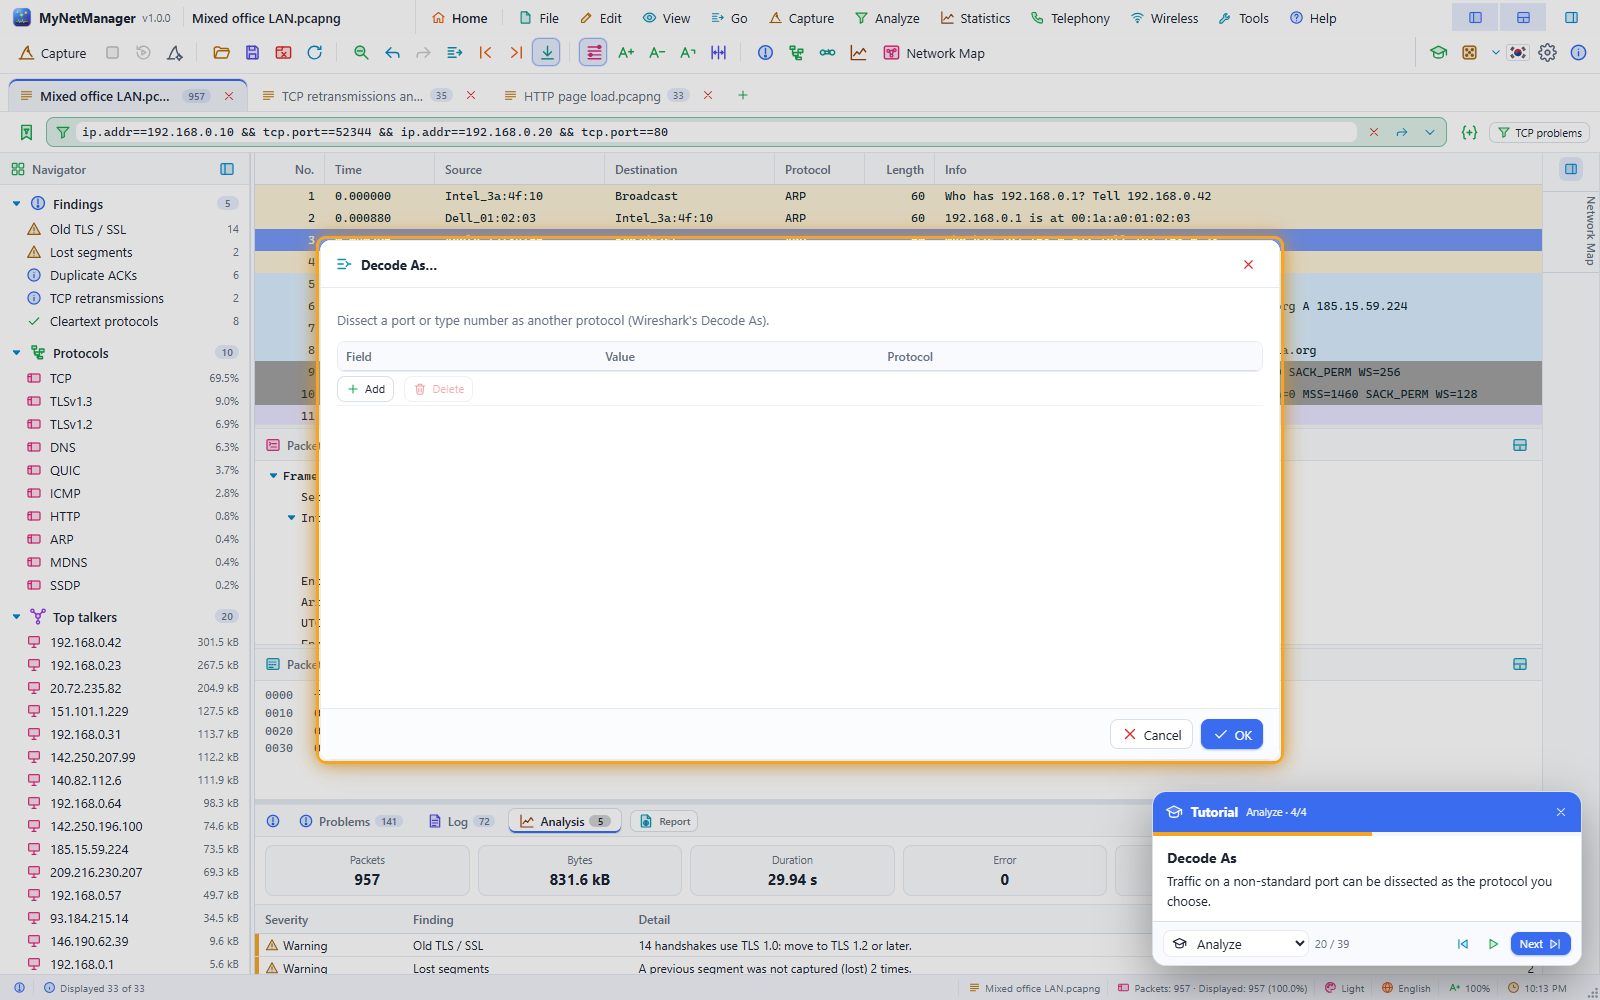 MyNetManager v1.0.0 Mixed office LAN.pcapng Home File Edit View Go Capture Analyze Statistics Telephony Wireless Tools Help
Capture Network Map
Mixed office LAN.pc... 957 TCP retransmissions an... 35 HTTP page load.pcapng 33
ip.addr==192.168.0.10 && tcp.port==52344 && ip.addr==192.168.0.20 && tcp.port==80 TCP problems
Navigator
Findings 5
Old TLS / SSL 14
Lost segments 2
Duplicate ACKs 6
TCP retransmissions 2
Cleartext protocols 8
Protocols 10
TCP 69.5%
TLSv1.3 9.0%
TLSv1.2 6.9%
DNS 6.3%
QUIC 3.7%
ICMP 2.8%
HTTP 0.8%
ARP 0.4%
MDNS 0.4%
SSDP 0.2%
Top talkers 20
192.168.0.42 301.5 kB
192.168.0.23 267.5 kB
20.72.235.82 204.9 kB
151.101.1.229 127.5 kB
192.168.0.31 113.7 kB
142.250.207.99 112.2 kB
140.82.112.6 111.9 kB
192.168.0.64 98.3 kB
142.250.196.100 74.6 kB
185.15.59.224 73.5 kB
209.216.230.207 69.3 kB
192.168.0.57 49.7 kB
93.184.215.14 34.5 kB
146.190.62.39 9.6 kB
192.168.0.1 5.6 kB
No. Time Source Destination Protocol Length Info
1 0.000000 Intel_3a:4f:10 Broadcast ARP 60 Who has 192.168.0.1? Tell 192.168.0.42
2 0.000880 Dell_01:02:03 Intel_3a:4f:10 ARP 60 192.168.0.1 is at 00:1a:a0:01:02:03
3
4
5
6 rg A 185.15.59.224
7
8 a.org
9 SACK_PERM WS=256
10 =0 MSS=1460 SACK_PERM WS=128
11
Network Map
Decode As...
Dissect a port or type number as another protocol (Wireshark's Decode As).
Field Value Protocol
Add Delete
Cancel OK
Packe
Frame
Se
In
En
Ar
UT
Packe
0000
0010
0020
0030
Problems 141 Log 72 Analysis 5 Report
Packets 957
Bytes 831.6 kB
Duration 29.94 s
Error 0
Severity Finding Detail
Warning Old TLS / SSL 14 handshakes use TLS 1.0: move to TLS 1.2 or later.
Warning Lost segments A previous segment was not captured (lost) 2 times. 2
Tutorial Analyze · 4/4
Decode As
Traffic on a non-standard port can be dissected as the protocol you
choose.
Analyze 20 / 39 Next
Displayed 33 of 33 Mixed office LAN.pcapng Packets: 957 · Displayed: 957 (100.0%) Light English 100% 10:13 PM